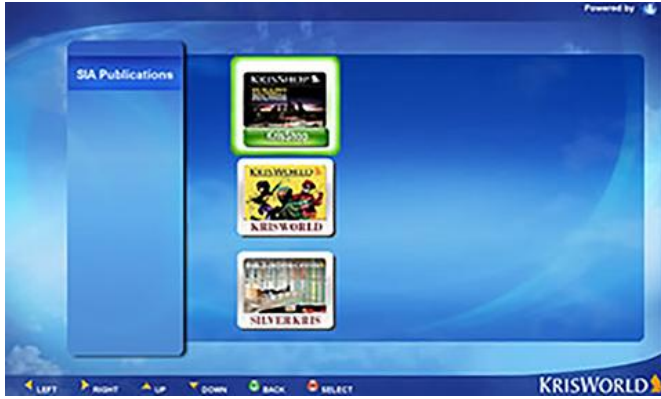 Powered by
SIA Publications
KRISSHOP
KrisShop
KRISWORLD
KRISWORLD
SILVERKRIS
LEFT RIGHT UP DOWN BACK SELECT
KRISWORLD